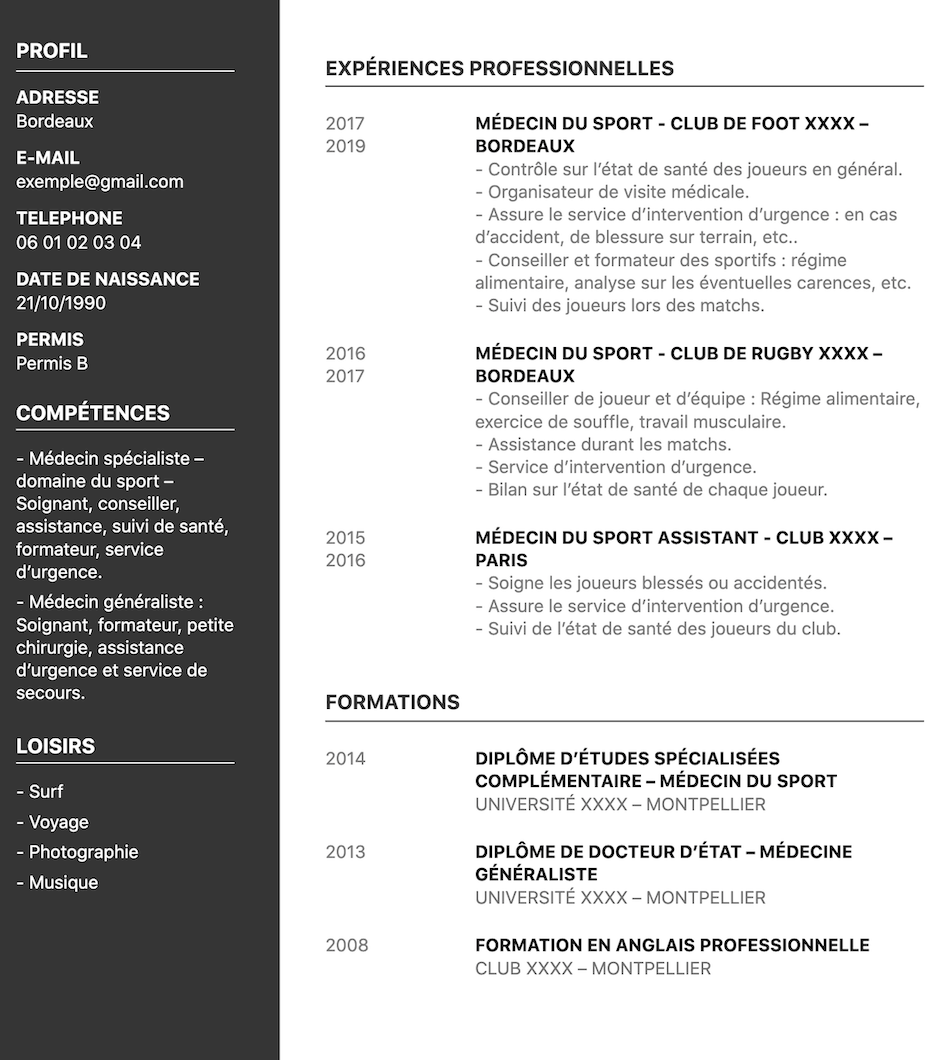 PROFIL
ADRESSE
Bordeaux
E-MAIL
exemple@gmail.com
TELEPHONE
06 01 02 03 04
DATE DE NAISSANCE
21/10/1990
PERMIS
Permis B
COMPÉTENCES
- Médecin spécialiste –
domaine du sport –
Soignant, conseiller,
assistance, suivi de santé,
formateur, service
d’urgence.
- Médecin généraliste :
Soignant, formateur, petite
chirurgie, assistance
d’urgence et service de
secours.
LOISIRS
- Surf
- Voyage
- Photographie
- Musique
EXPÉRIENCES PROFESSIONNELLES
2017
2019
MÉDECIN DU SPORT - CLUB DE FOOT XXXX –
BORDEAUX
- Contrôle sur l’état de santé des joueurs en général.
- Organisateur de visite médicale.
- Assure le service d’intervention d’urgence : en cas
d’accident, de blessure sur terrain, etc..
- Conseiller et formateur des sportifs : régime
alimentaire, analyse sur les éventuelles carences, etc.
- Suivi des joueurs lors des matchs.
2016
2017
MÉDECIN DU SPORT - CLUB DE RUGBY XXXX –
BORDEAUX
- Conseiller de joueur et d’équipe : Régime alimentaire,
exercice de souffle, travail musculaire.
- Assistance durant les matchs.
- Service d’intervention d’urgence.
- Bilan sur l’état de santé de chaque joueur.
2015
2016
MÉDECIN DU SPORT ASSISTANT - CLUB XXXX –
PARIS
- Soigne les joueurs blessés ou accidentés.
- Assure le service d’intervention d’urgence.
- Suivi de l’état de santé des joueurs du club.
FORMATIONS
2014
DIPLÔME D’ÉTUDES SPÉCIALISÉES
COMPLÉMENTAIRE – MÉDECIN DU SPORT
UNIVERSITÉ XXXX – MONTPELLIER
2013
DIPLÔME DE DOCTEUR D’ÉTAT – MÉDECINE
GÉNÉRALISTE
UNIVERSITÉ XXXX – MONTPELLIER
2008
FORMATION EN ANGLAIS PROFESSIONNELLE
CLUB XXXX – MONTPELLIER